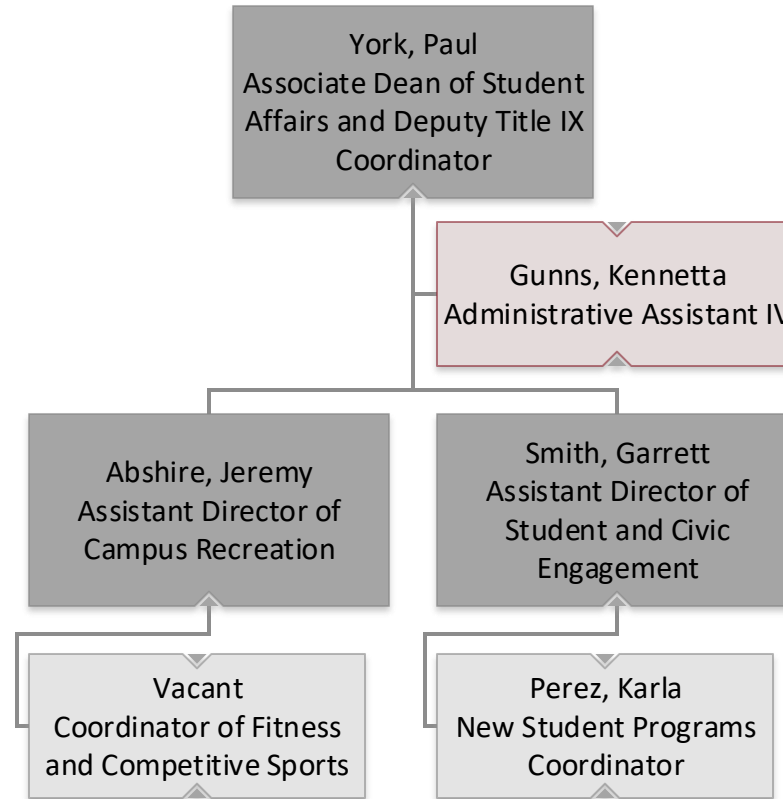 York, Paul
Associate Dean of Student
Affairs and Deputy Title IX
Coordinator
Gunns, Kennetta
Administrative Assistant IV
Abshire, Jeremy
Assistant Director of
Campus Recreation
Smith, Garrett
Assistant Director of
Student and Civic
Engagement
Vacant
Coordinator of Fitness
and Competitive Sports
Perez, Karla
New Student Programs
Coordinator